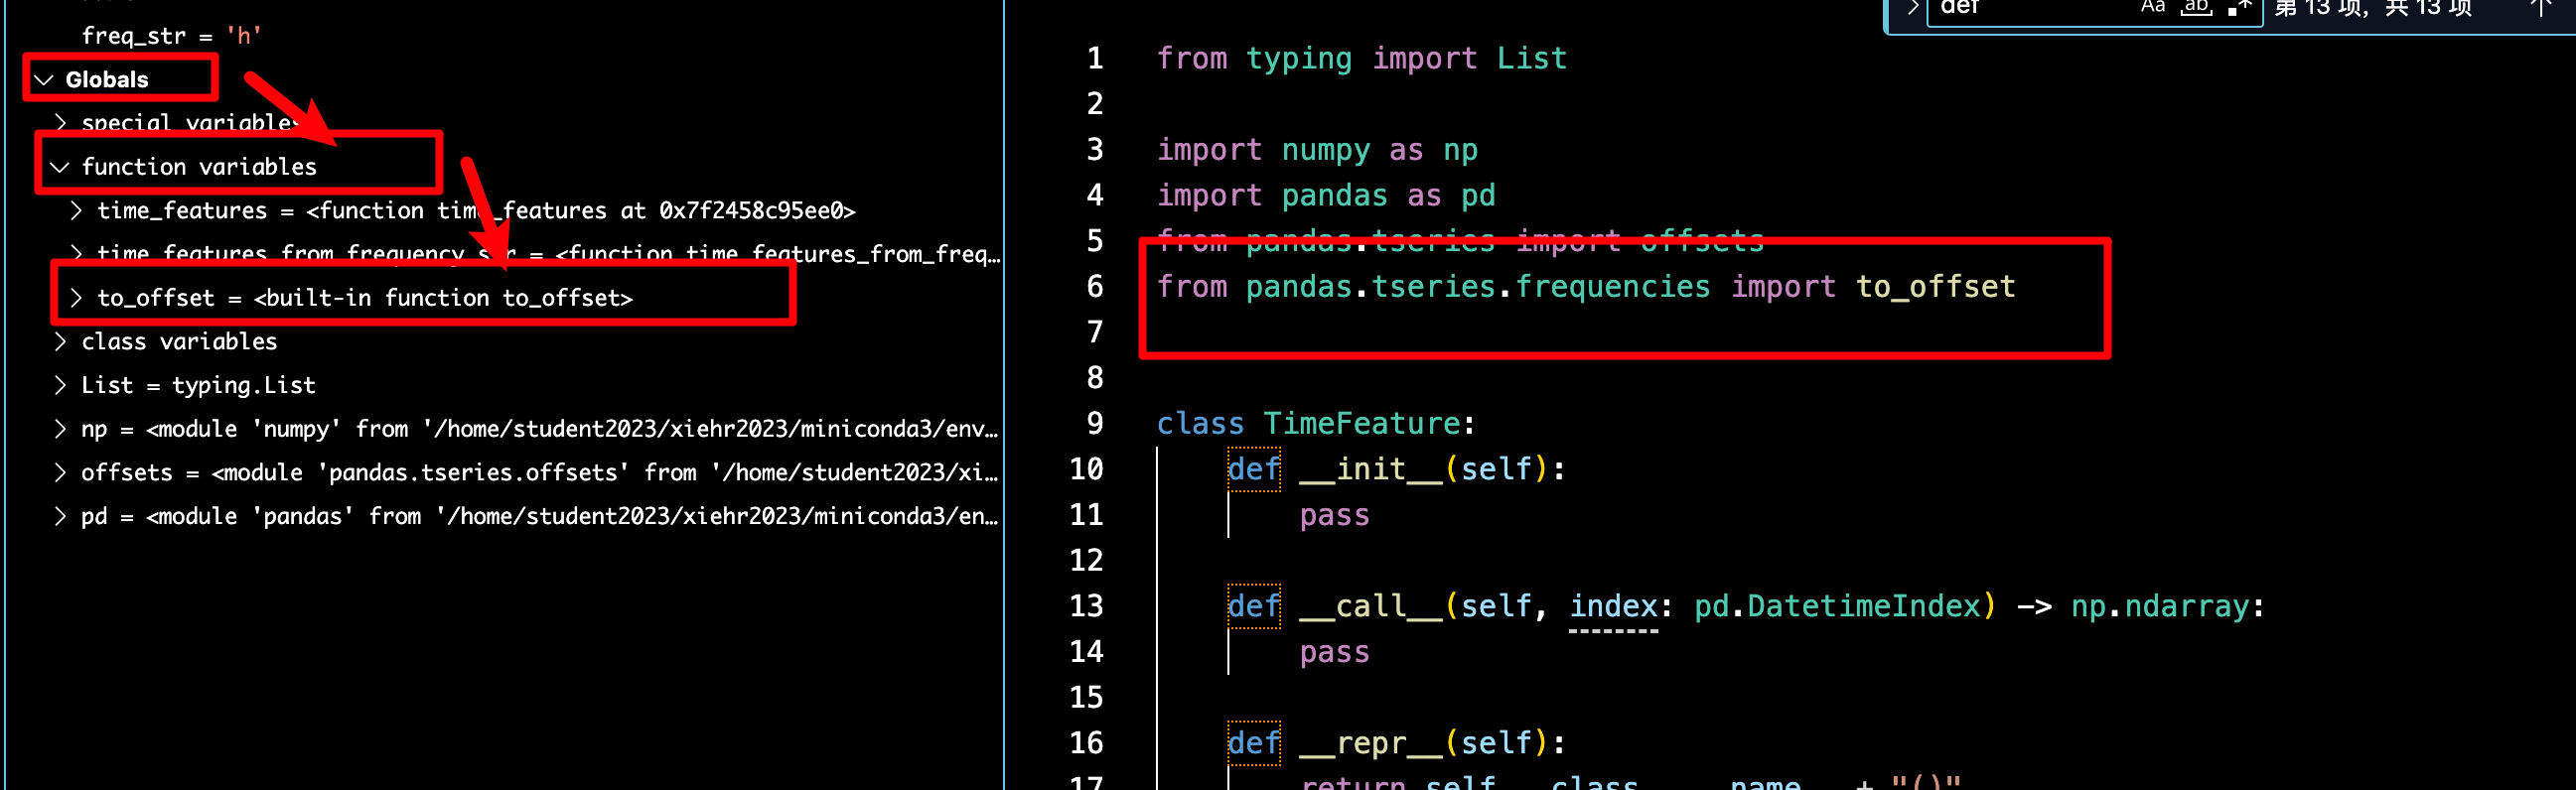 freq_str = 'h'
Globals
special variables
function variables
time_features = <function time_features at 0x7f2458c95ee0>
time_features_from_frequency_str = <function time_features_from_freq…
to_offset = <built-in function to_offset>
class variables
List = typing.List
np = <module 'numpy' from '/home/student2023/xiehr2023/miniconda3/env…
offsets = <module 'pandas.tseries.offsets' from '/home/student2023/xi…
pd = <module 'pandas' from '/home/student2023/xiehr2023/miniconda3/en…
def Aa ab .* 第 13 项，共 13 项 ↑
1 from typing import List
2
3 import numpy as np
4 import pandas as pd
5 from pandas.tseries import offsets
6 from pandas.tseries.frequencies import to_offset
7
8
9 class TimeFeature:
10 def __init__(self):
11 pass
12
13 def __call__(self, index: pd.DatetimeIndex) -> np.ndarray:
14 pass
15
16 def __repr__(self):
17 return self.__class__.__name__ + "()"